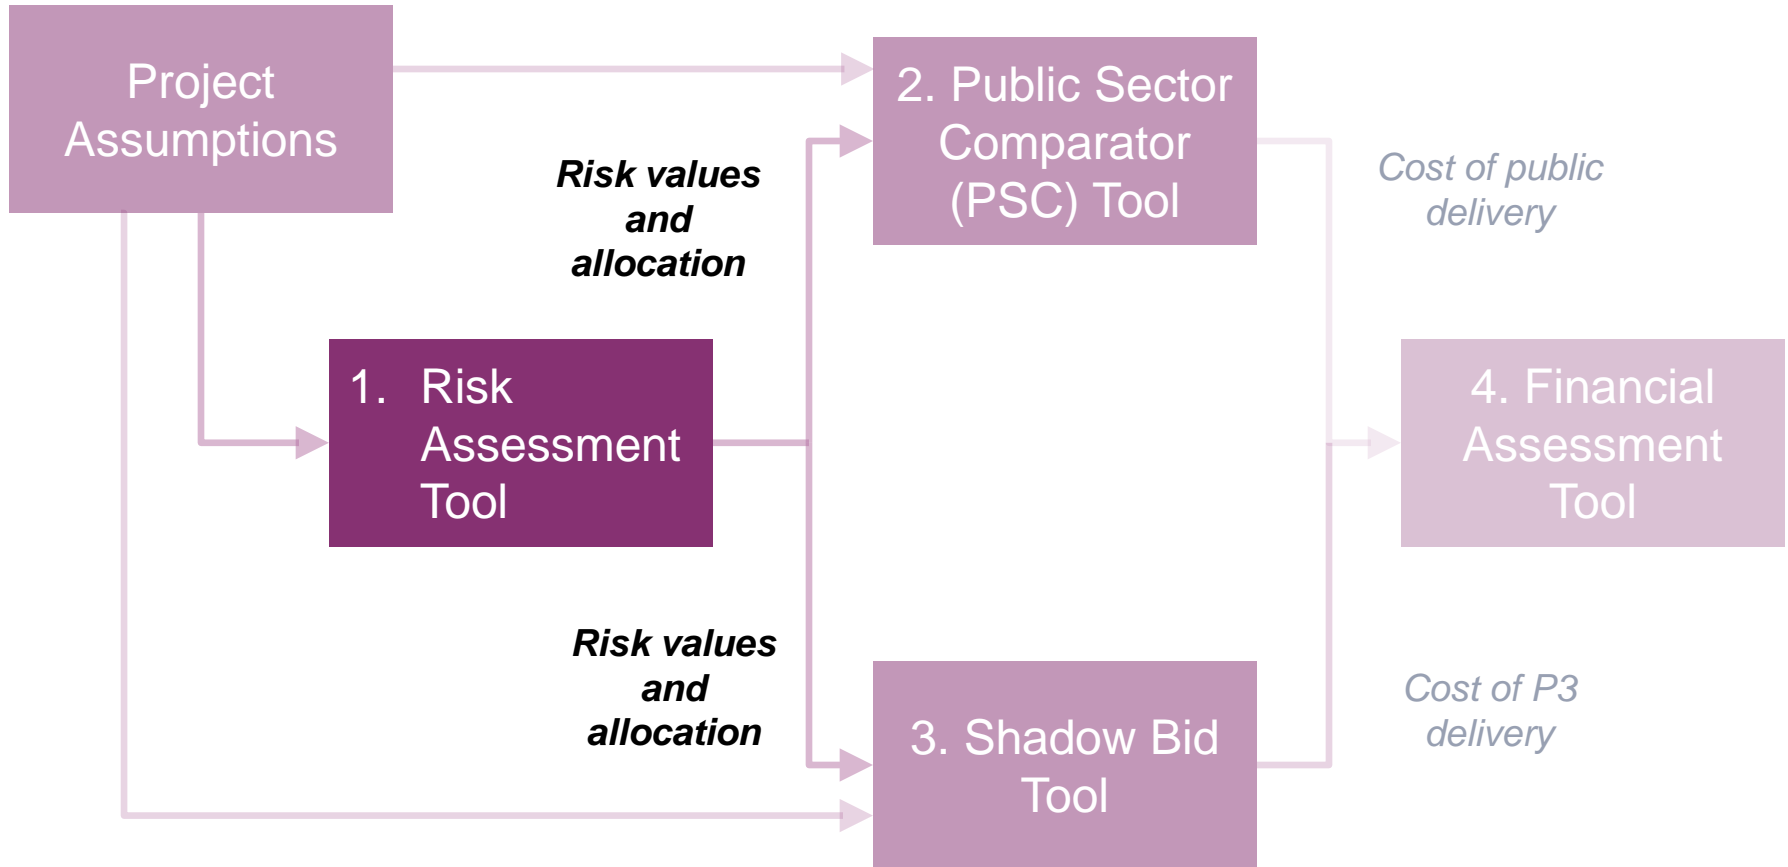 Project
Assumptions
2. Public Sector
Comparator
(PSC) Tool
Risk values
and
allocation
Cost of public
delivery
1. Risk
Assessment
Tool
4. Financial
Assessment
Tool
Risk values
and
allocation
3. Shadow Bid
Tool
Cost of P3
delivery